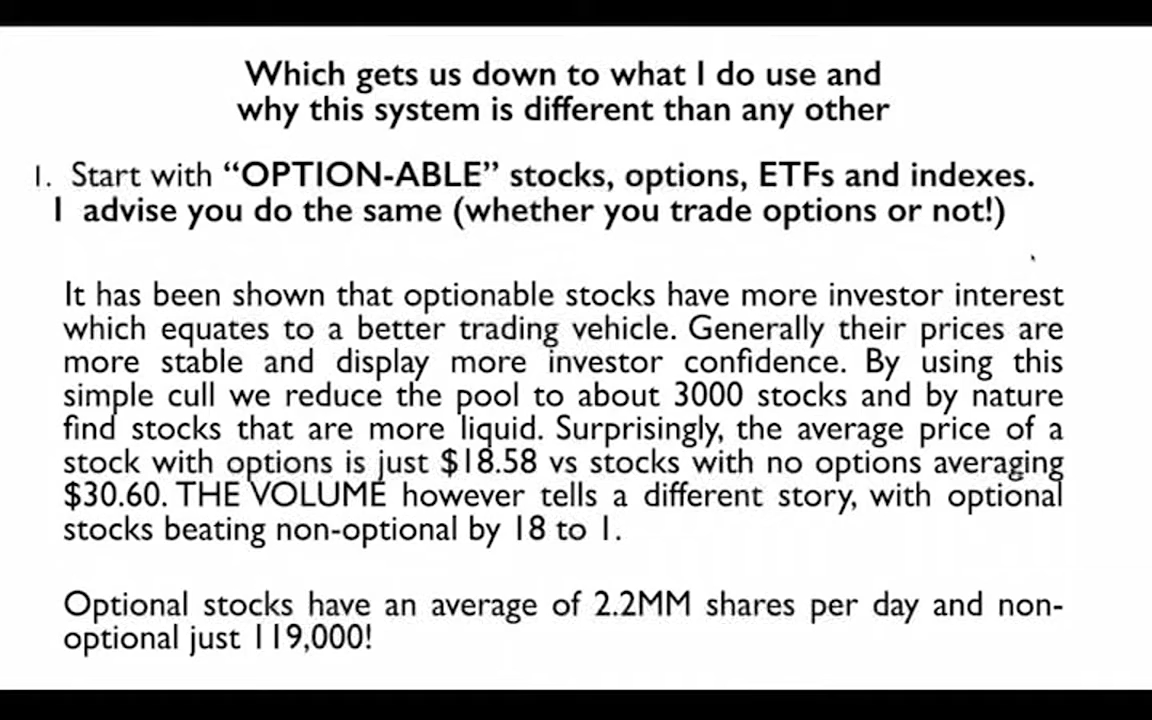 Which gets us down to what I do use and
why this system is different than any other
1. Start with “OPTION-ABLE” stocks, options, ETFs and indexes.
I advise you do the same (whether you trade options or not!)
It has been shown that optionable stocks have more investor interest
which equates to a better trading vehicle. Generally their prices are
more stable and display more investor confidence. By using this
simple cull we reduce the pool to about 3000 stocks and by nature
find stocks that are more liquid. Surprisingly, the average price of a
stock with options is just $18.58 vs stocks with no options averaging
$30.60. THE VOLUME however tells a different story, with optional
stocks beating non-optional by 18 to 1.
Optional stocks have an average of 2.2MM shares per day and non-
optional just 119,000!